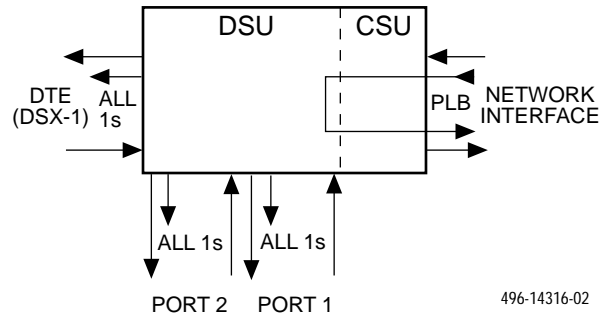 DSU
CSU
DTE
(DSX-1)
ALL
1s
PLB
NETWORK
INTERFACE
ALL 1s
ALL 1s
PORT 2
PORT 1
496-14316-02